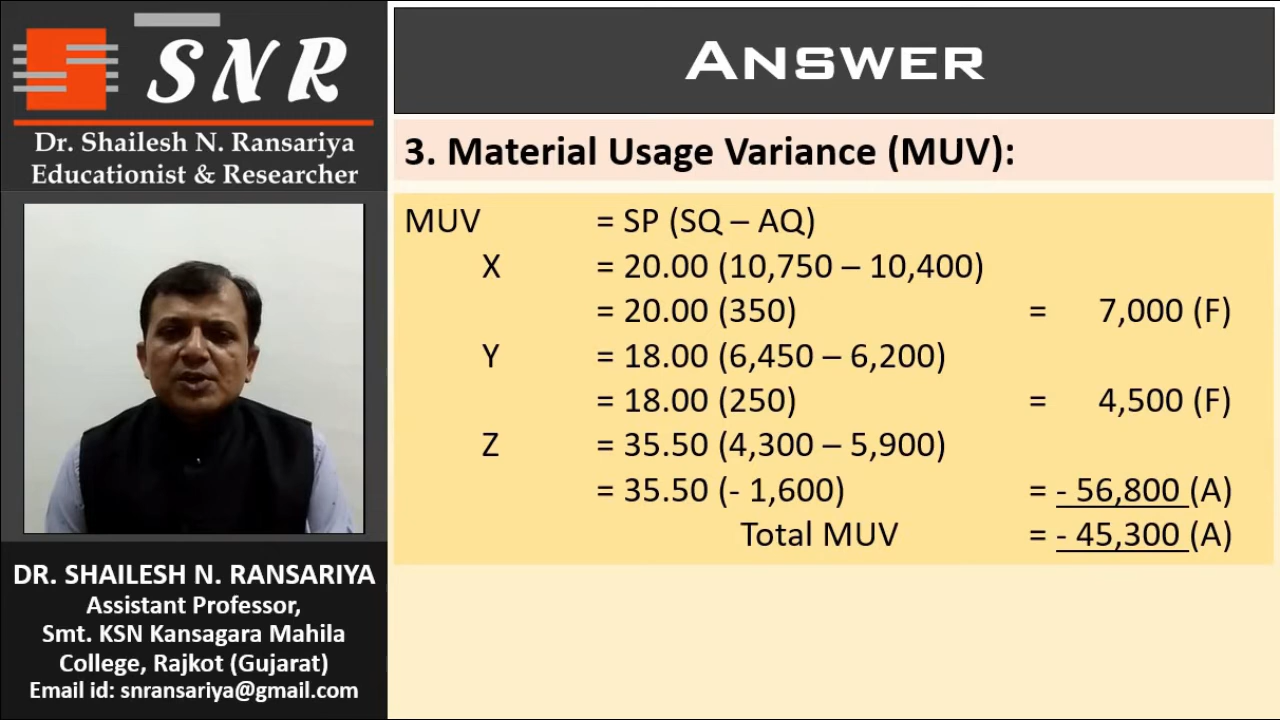 SNR
Dr. Shailesh N. Ransariya
Educationist & Researcher
DR. SHAILESH N. RANSARIYA
Assistant Professor,
Smt. KSN Kansagara Mahila
College, Rajkot (Gujarat)
Email id: snransariya@gmail.com
ANSWER
3. Material Usage Variance (MUV):
MUV = SP (SQ – AQ)
X = 20.00 (10,750 – 10,400)
= 20.00 (350) = 7,000 (F)
Y = 18.00 (6,450 – 6,200)
= 18.00 (250) = 4,500 (F)
Z = 35.50 (4,300 – 5,900)
= 35.50 (- 1,600) = - 56,800 (A)
Total MUV = - 45,300 (A)